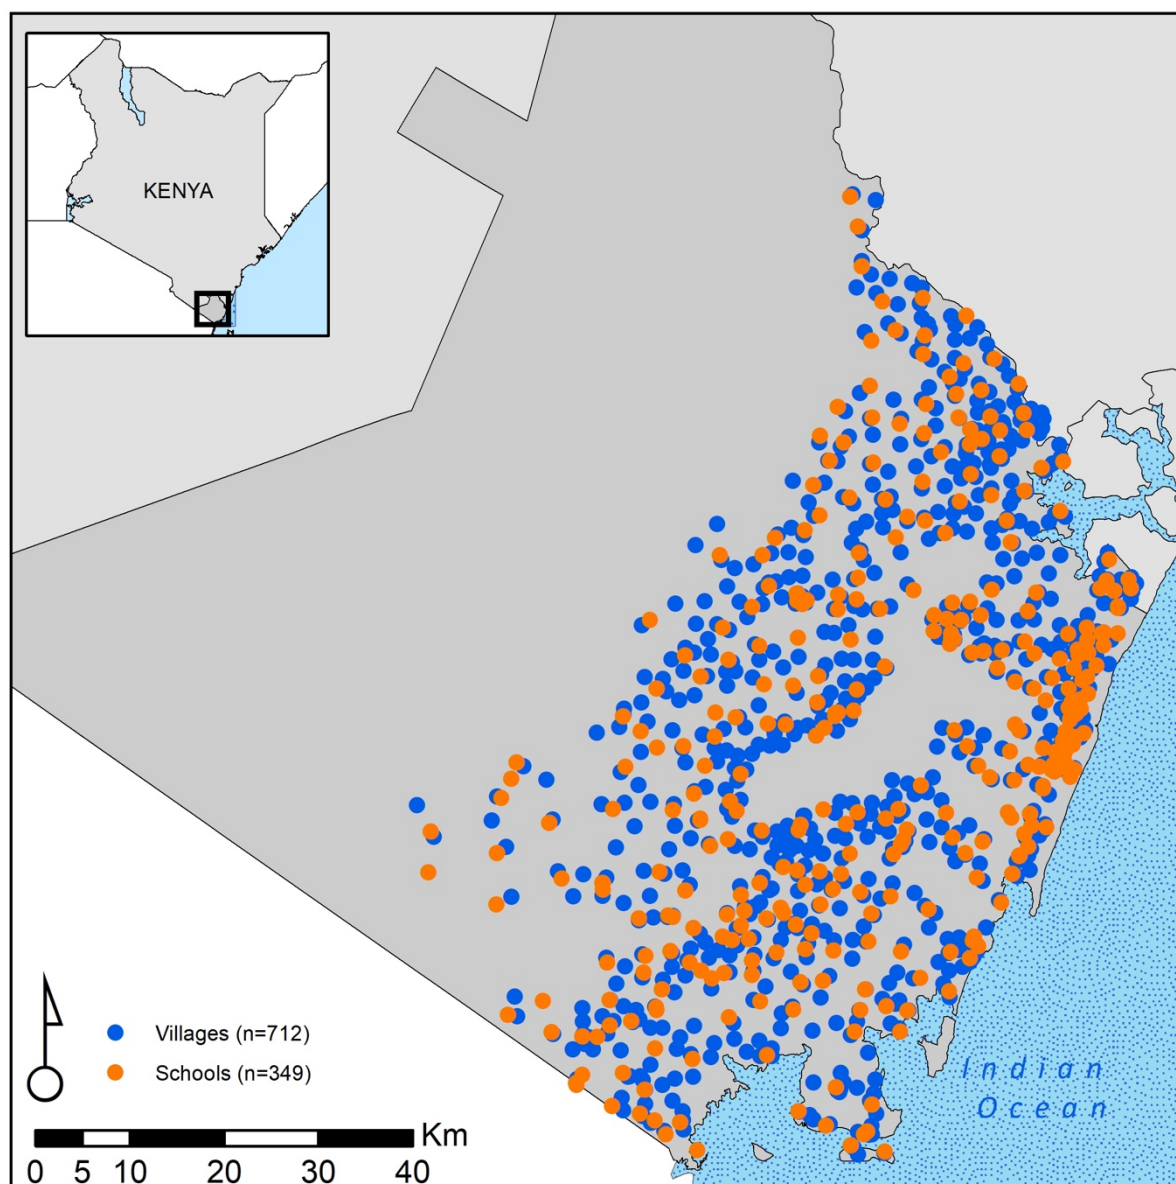 KENYA
Villages (n=712)
Schools (n=349)
Indian
Ocean
Km
0 5 10 20 30 40